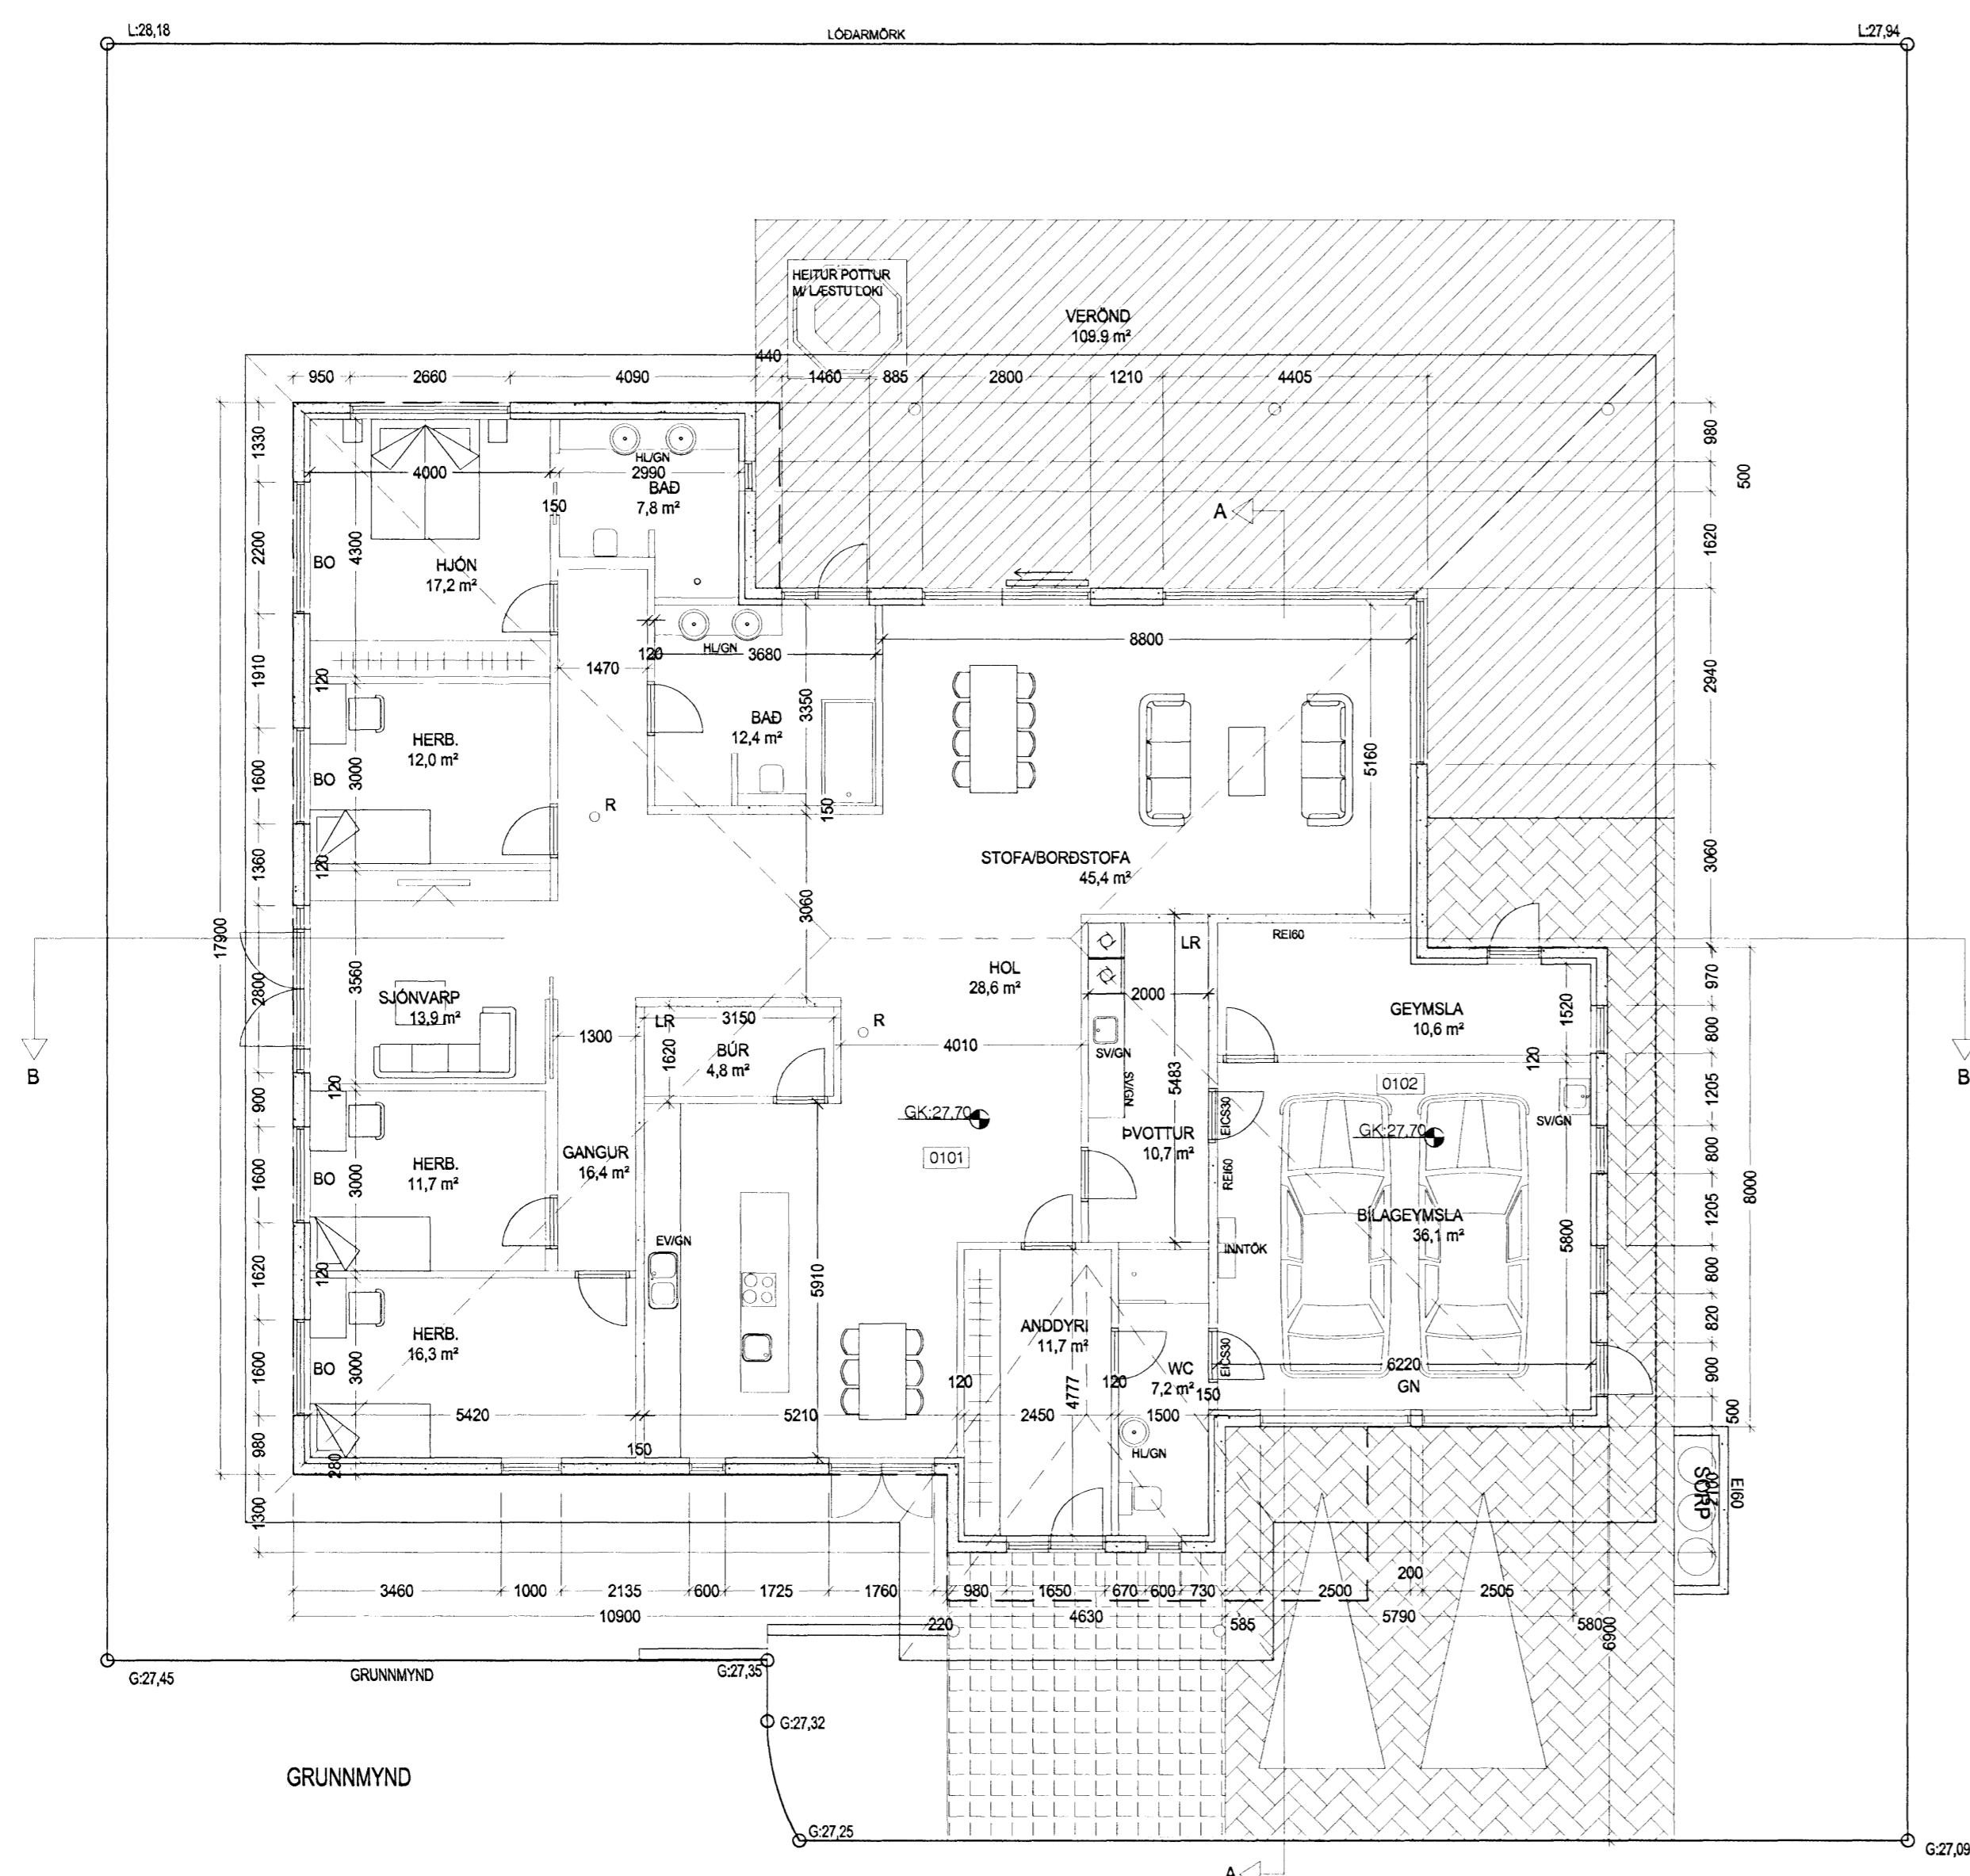 L:28,18
LÓÐARMÖRK
L:27,94
HEITUR POTTUR
M/ LÆSTU LOKI
VERÖND
109.9 m²
440
950
2660
4090
1460
885
2800
1210
4405
1330
2200
1910
1600
1360
2800
900
1600
1620
1600
980
1300
17900
980
500
1620
2940
3060
970
800
1205
800
1205
800
820
900
500
8000
4000
HL/GN
2990
BAÐ
7,8 m²
150
4300
BO
HJÓN
17,2 m²
A
120
1470
120
HL/GN
3680
8800
BAÐ
12,4 m²
3350
150
HERB.
12,0 m²
BO
3000
120
R
5160
STOFA/BORÐSTOFA
45,4 m²
3060
REI60
LR
HOL
28,6 m²
2000
GEYMSLA
10,6 m²
1520
120
3560
SJÓNVARP
13,9 m²
B
B
LR
3150
R
1300
1620
BÚR
4,8 m²
4010
SV/GN
SV/GN
5483
0102
SV/GN
GK:27,70
GK:27,70
0101
EICS30
REI60
ÞVOTTUR
10,7 m²
120
GANGUR
16,4 m²
HERB.
11,7 m²
BO
3000
120
EV/GN
5910
INNTÖK
BÍLAGEYMSLA
36,1 m²
5800
HERB.
16,3 m²
BO
3000
ANDDYRI
11,7 m²
EICS30
WC
7,2 m²
6220
GN
120
120
150
4777
5420
5210
2450
1500
150
280
HL/GN
SORP
EI60
3460
1000
2135
600
1725
1760
980
1650
670
600
730
2500
200
2505
10900
220
4630
585
5790
580
6900
G:27,45
GRUNNMYND
G:27,35
G:27,32
GRUNNMYND
G:27,25
G:27,09
A